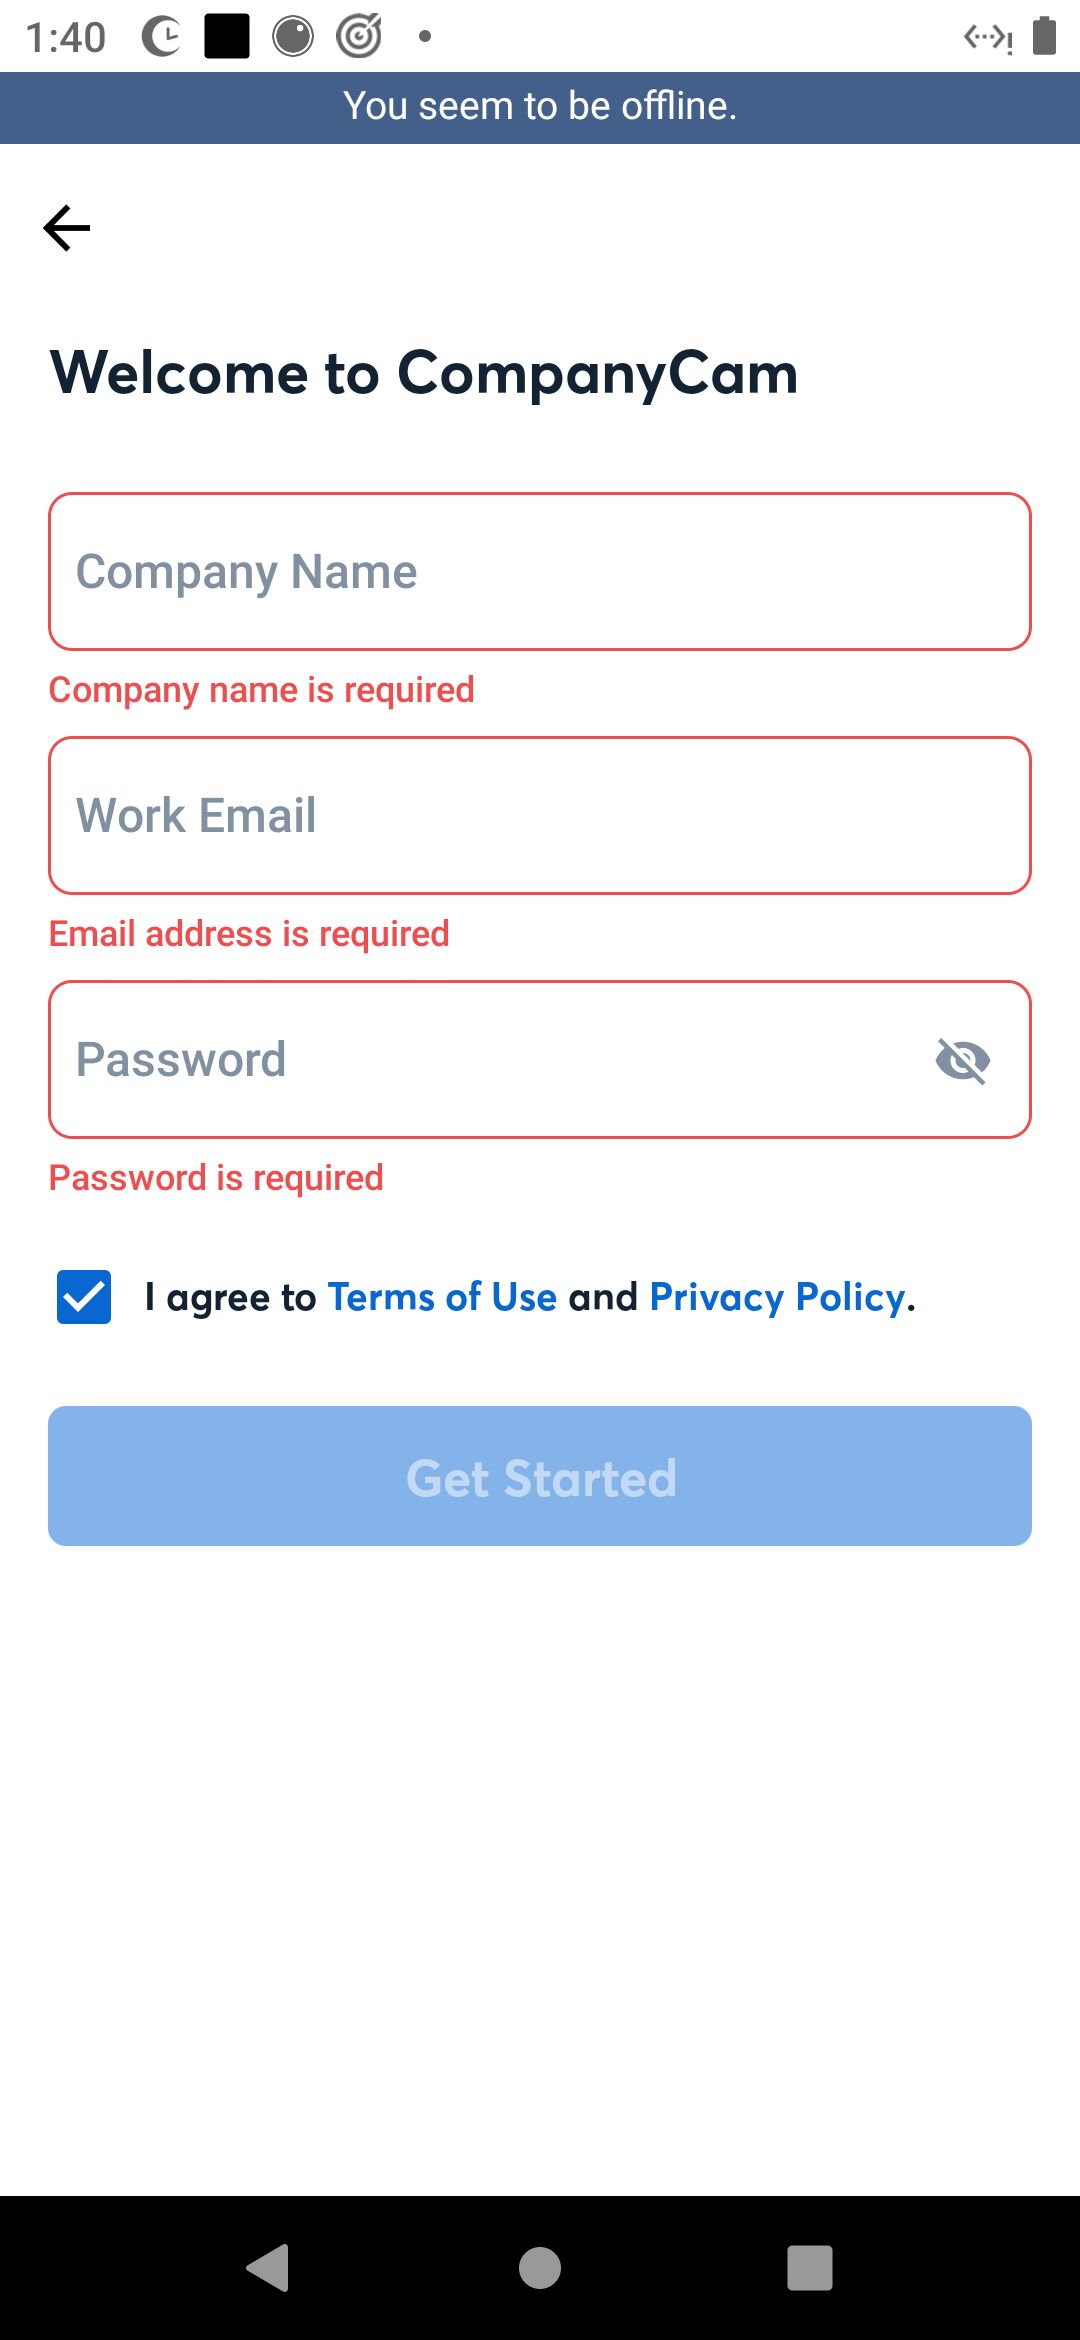 1:40
You seem to be offline.
Welcome to CompanyCam
Company Name
Company name is required
Work Email
Email address is required
Password
Password is required
I agree to Terms of Use and Privacy Policy.
Get Started